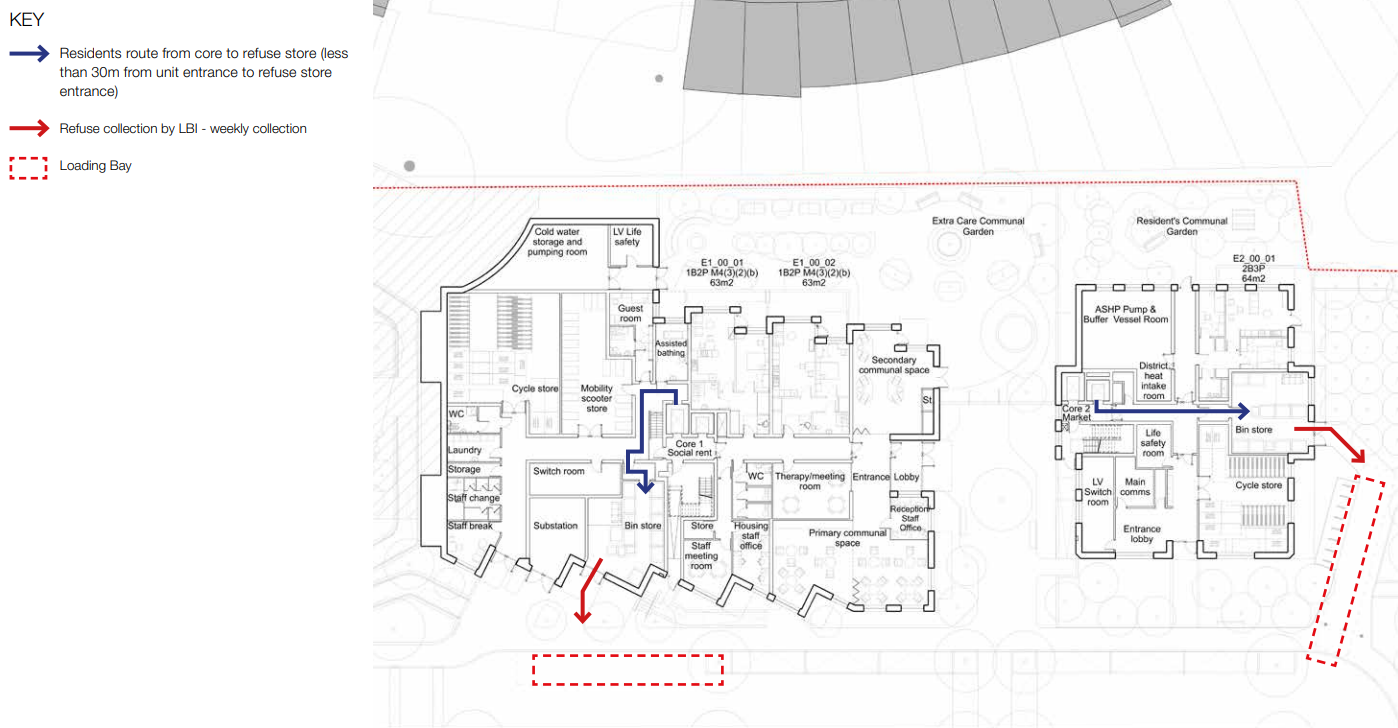 KEY
Residents route from core to refuse store (less
than 30m from unit entrance to refuse store
entrance)
Refuse collection by LBI - weekly collection
Loading Bay
Cold water
storage and
pumping room
LV Life
safety
E1_00_01
1B2P M4(3)(2)(b)
63m2
E1_00_02
1B2P M4(3)(2)(b)
63m2
Extra Care Communal
Garden
Resident's Communal
Garden
E2_00_01
2B3P
64m2
Guest
room
Assisted
bathing
Cycle store
Mobility
scooter
store
Secondary
communal space
St
WC
Laundry
Storage
Staff change
Staff break
Switch room
Substation
Bin store
Core 1
Social rent
WC
Therapy/meeting
room
Entrance
Lobby
Reception
Staff
Office
Store
Staff
meeting
room
Housing
staff
office
Primary communal
space
ASHP Pump &
Buffer Vessel Room
District
heat
intake
room
Core 2
Market
Bin store
Life
safety
room
LV
Switch
room
Main
comms
Cycle store
Entrance
lobby